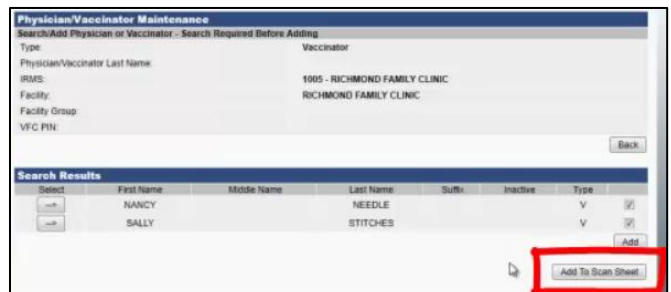 Physician/Vaccinator Maintenance
Search/Add Physician or Vaccinator - Search Required Before Adding
Type: Vaccinator
Physician/Vaccinator Last Name:
IRMS: 1005 - RICHMOND FAMILY CLINIC
Facility: RICHMOND FAMILY CLINIC
Facility Group:
VFC PIN:
Back
Search Results
Select First Name Middle Name Last Name Suffix Inactive Type
--> NANCY NEEDLE V
--> SALLY STITCHES V
Add
Add To Scan Sheet